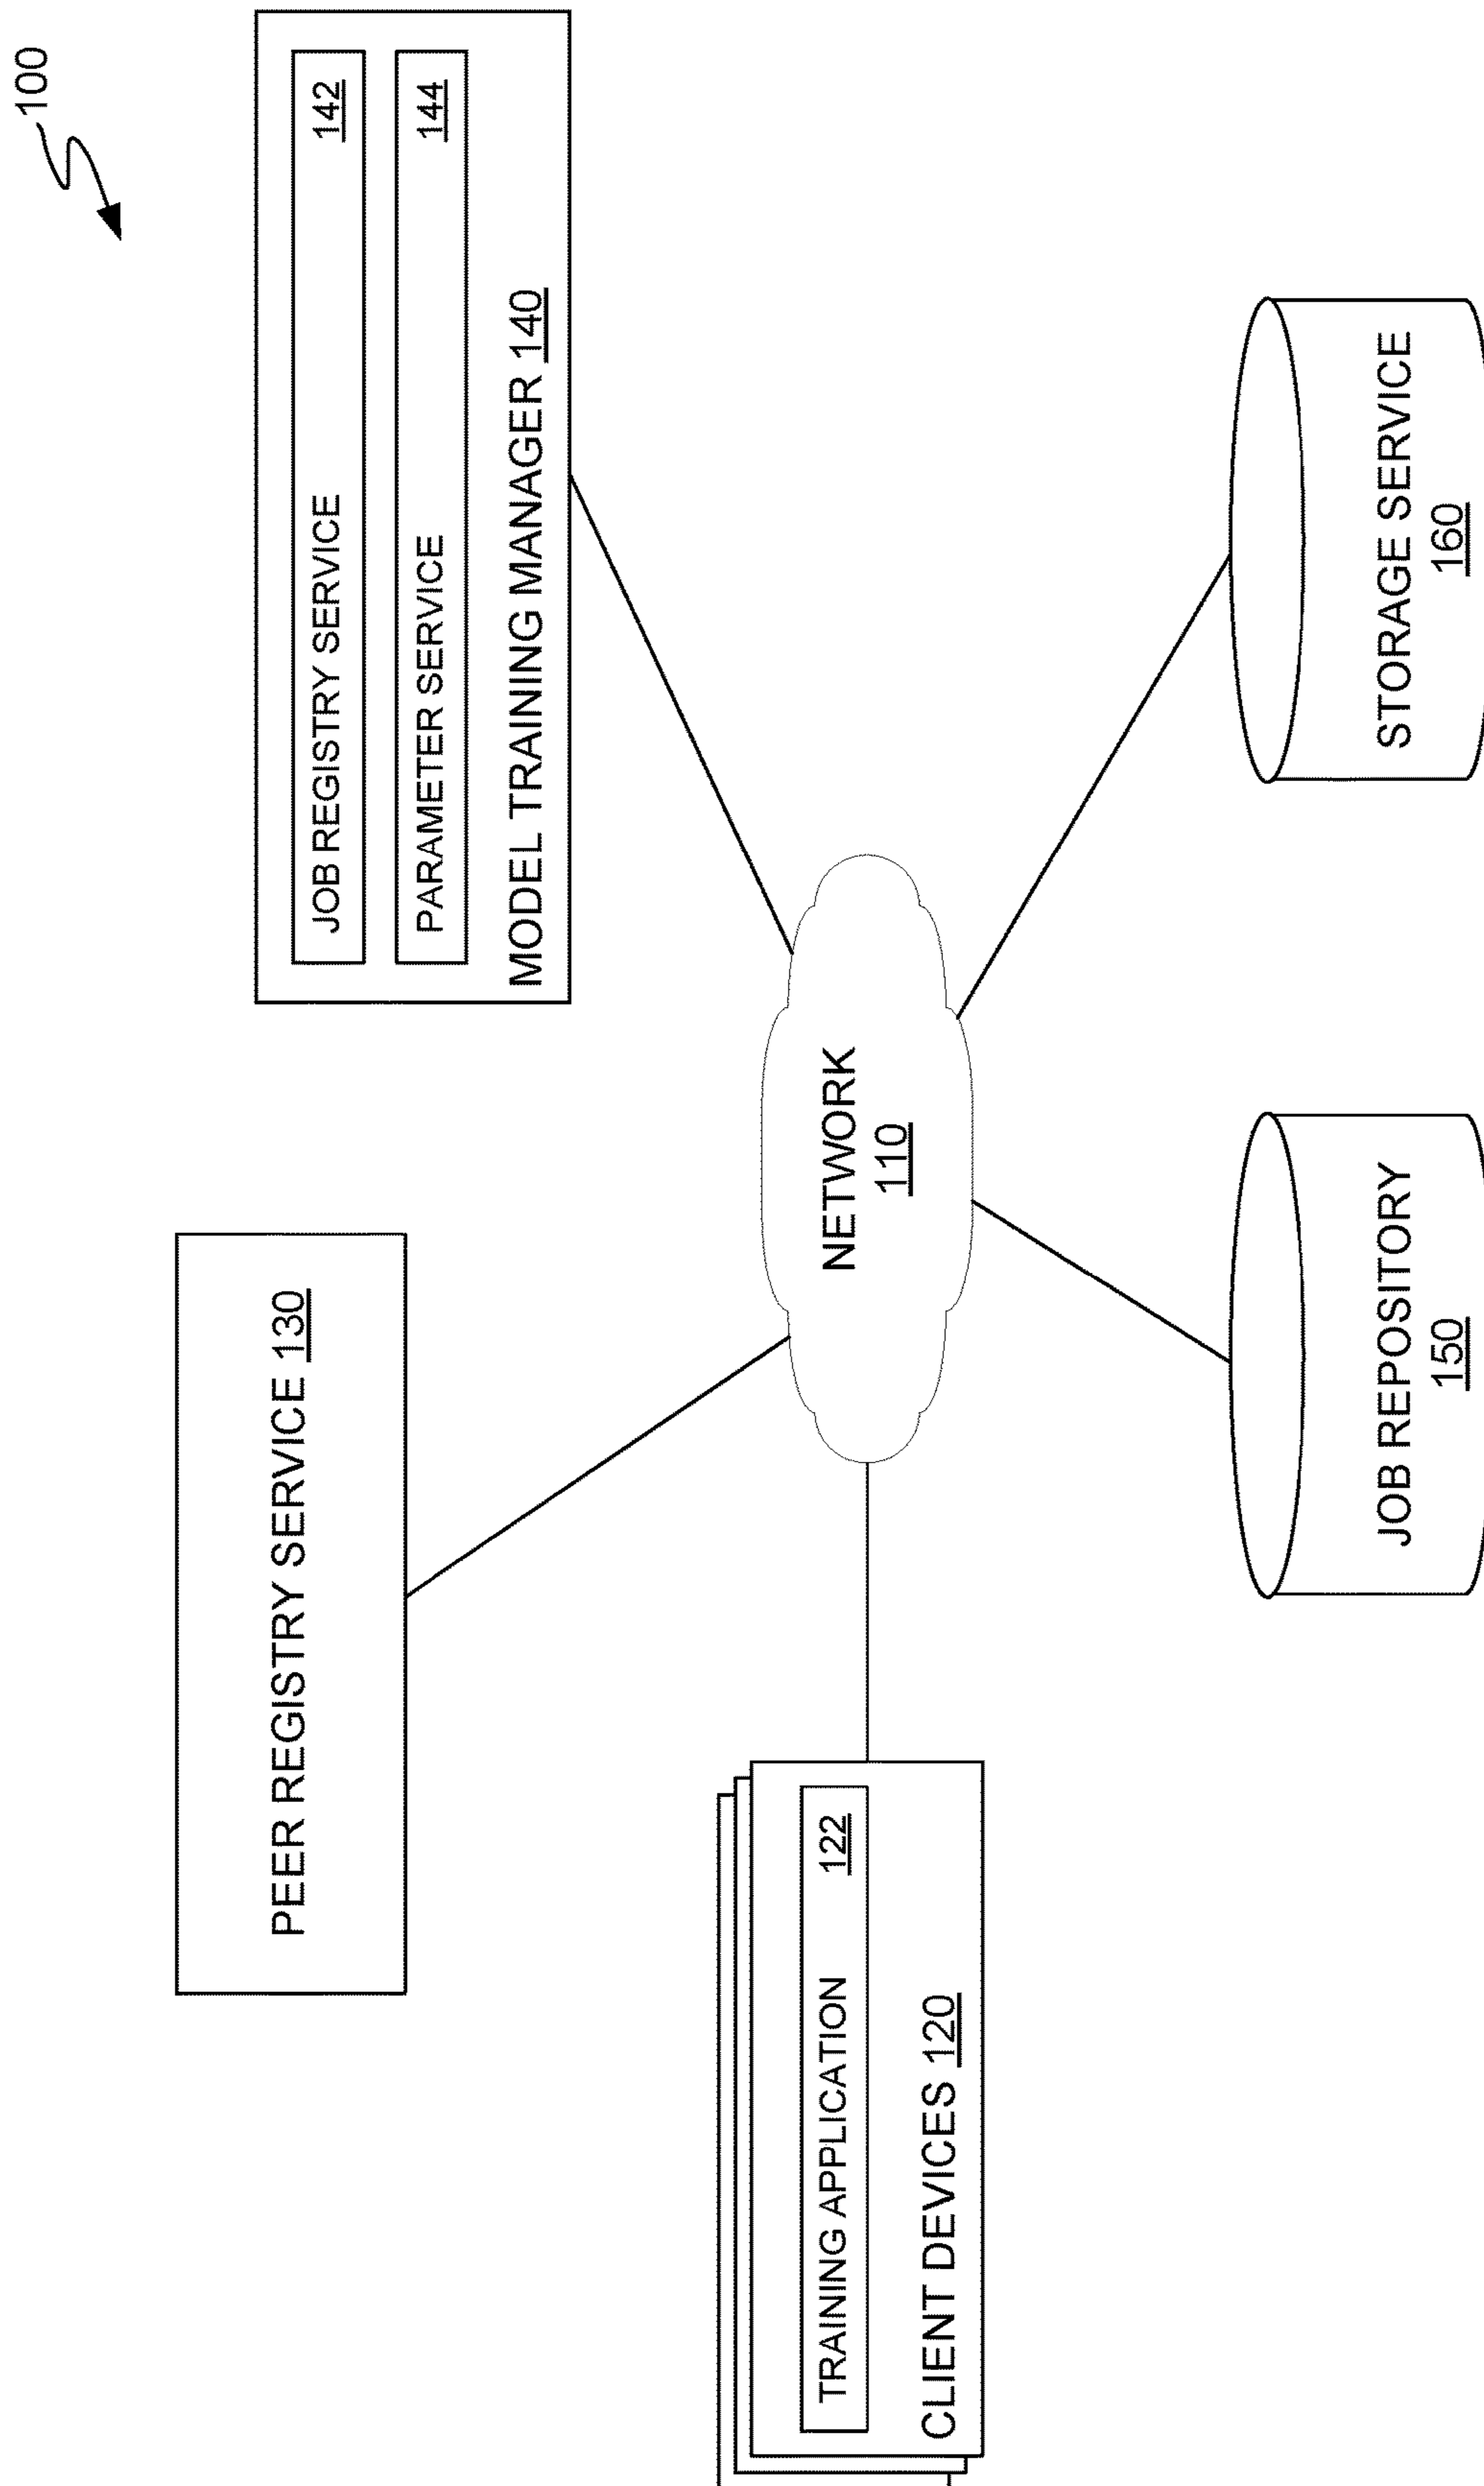 100
PEER REGISTRY SERVICE 130
JOB REGISTRY SERVICE 142
PARAMETER SERVICE 144
MODEL TRAINING MANAGER 140
TRAINING APPLICATION 122
CLIENT DEVICES 120
NETWORK
110
JOB REPOSITORY
150
STORAGE SERVICE
160